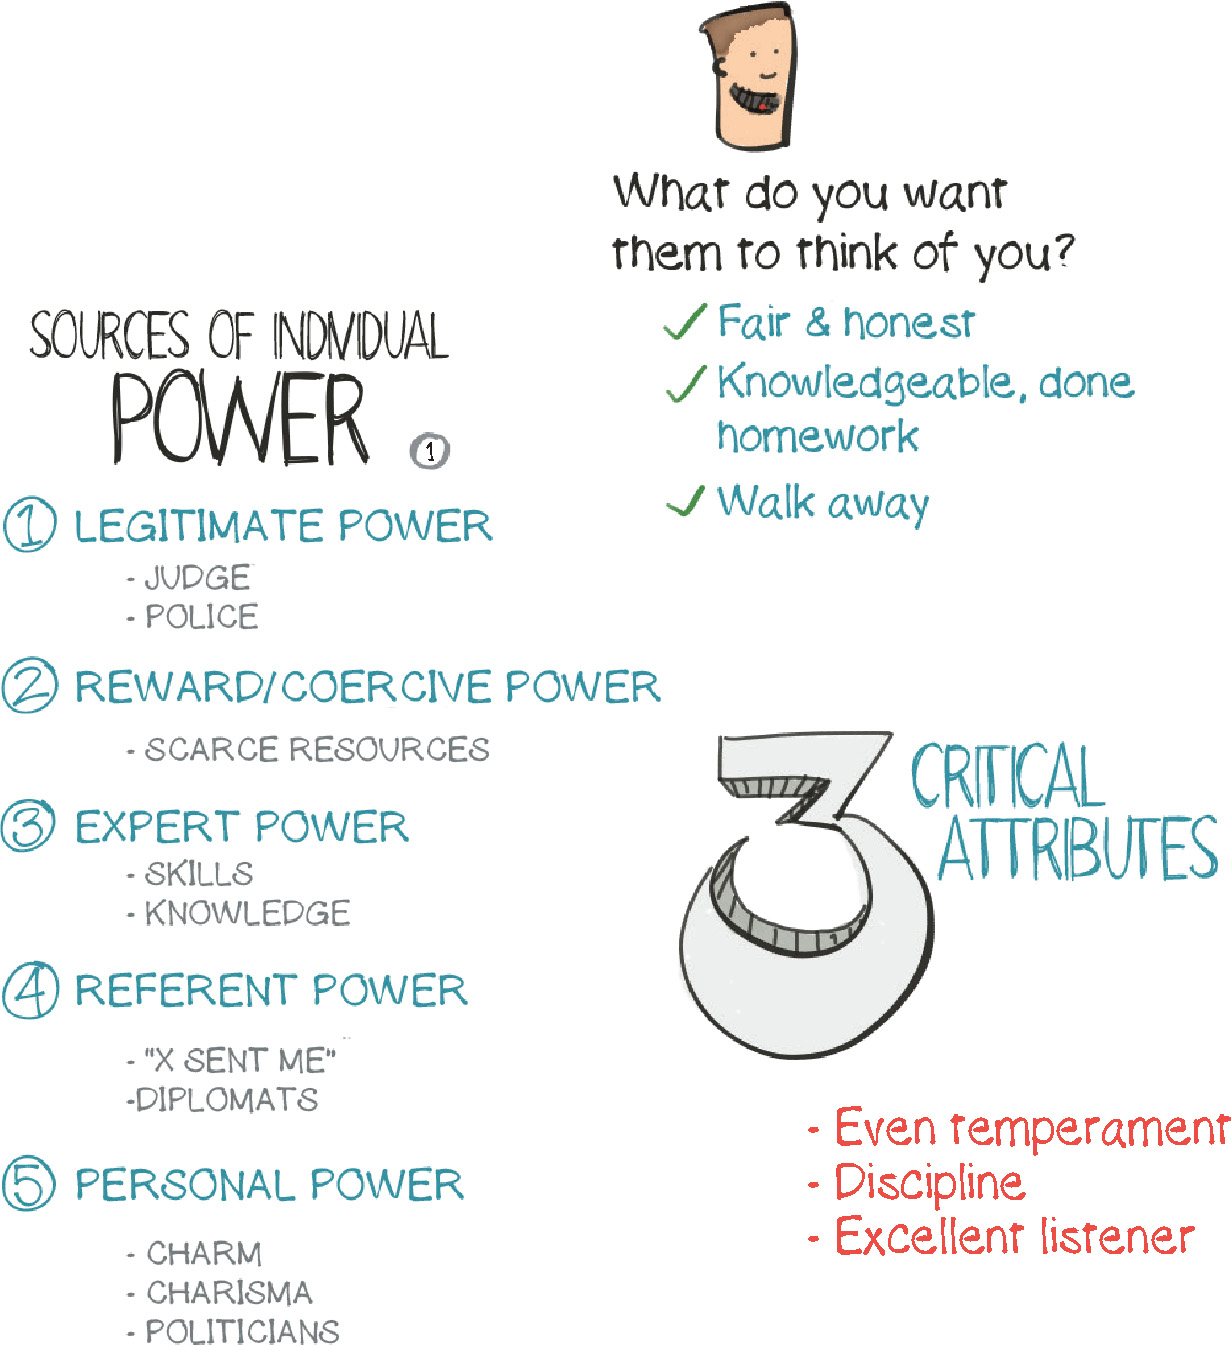 What do you want
them to think of you?
✓ Fair & honest
✓ Knowledgeable, done
homework
✓ Walk away
SOURCES OF INDIVIDUAL
POWER 1
1 LEGITIMATE POWER
- JUDGE
- POLICE
2 REWARD/COERCIVE POWER
- SCARCE RESOURCES
3 EXPERT POWER
- SKILLS
- KNOWLEDGE
4 REFERENT POWER
- "X SENT ME"
-DIPLOMATS
5 PERSONAL POWER
- CHARM
- CHARISMA
- POLITICIANS
3 CRITICAL
ATTRIBUTES
- Even temperament
- Discipline
- Excellent listener